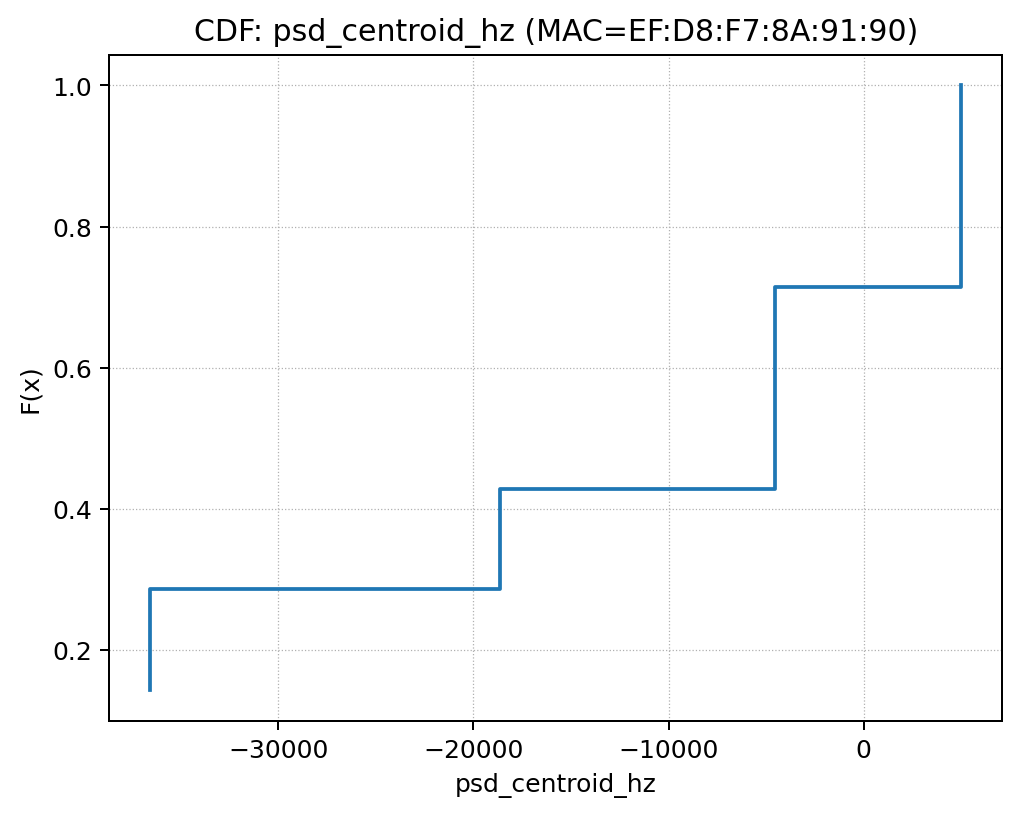 CDF: psd_centroid_hz (MAC=EF:D8:F7:8A:91:90)
1.0
0.8
0.6
0.4
0.2
F(x)
−30000 −20000 −10000 0
psd_centroid_hz